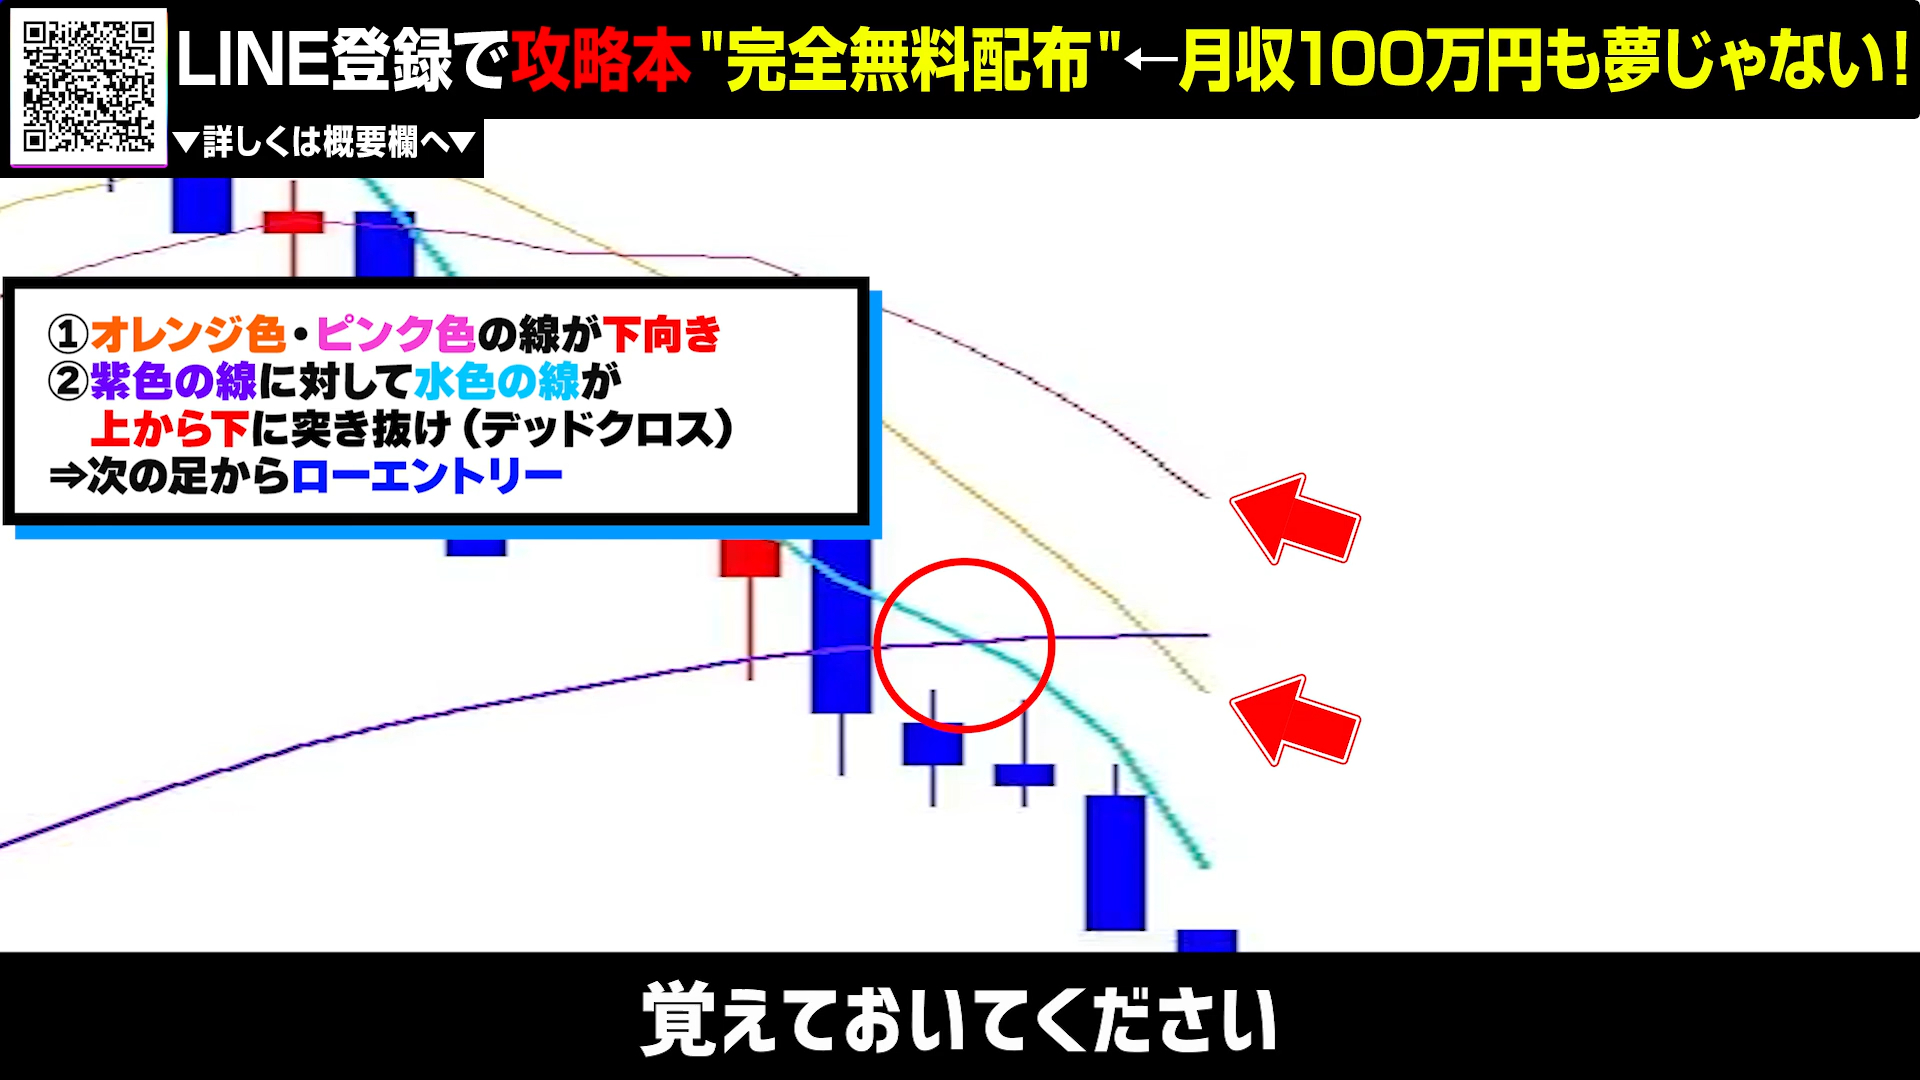 LINE登録で攻略本"完全無料配布"←月収100万円も夢じゃない!
▼詳しくは概要欄へ▼
①オレンジ色・ピンク色の線が下向き
②紫色の線に対して水色の線が
上から下に突き抜け（デッドクロス）
⇒次の足からローエントリー
覚えておいてください